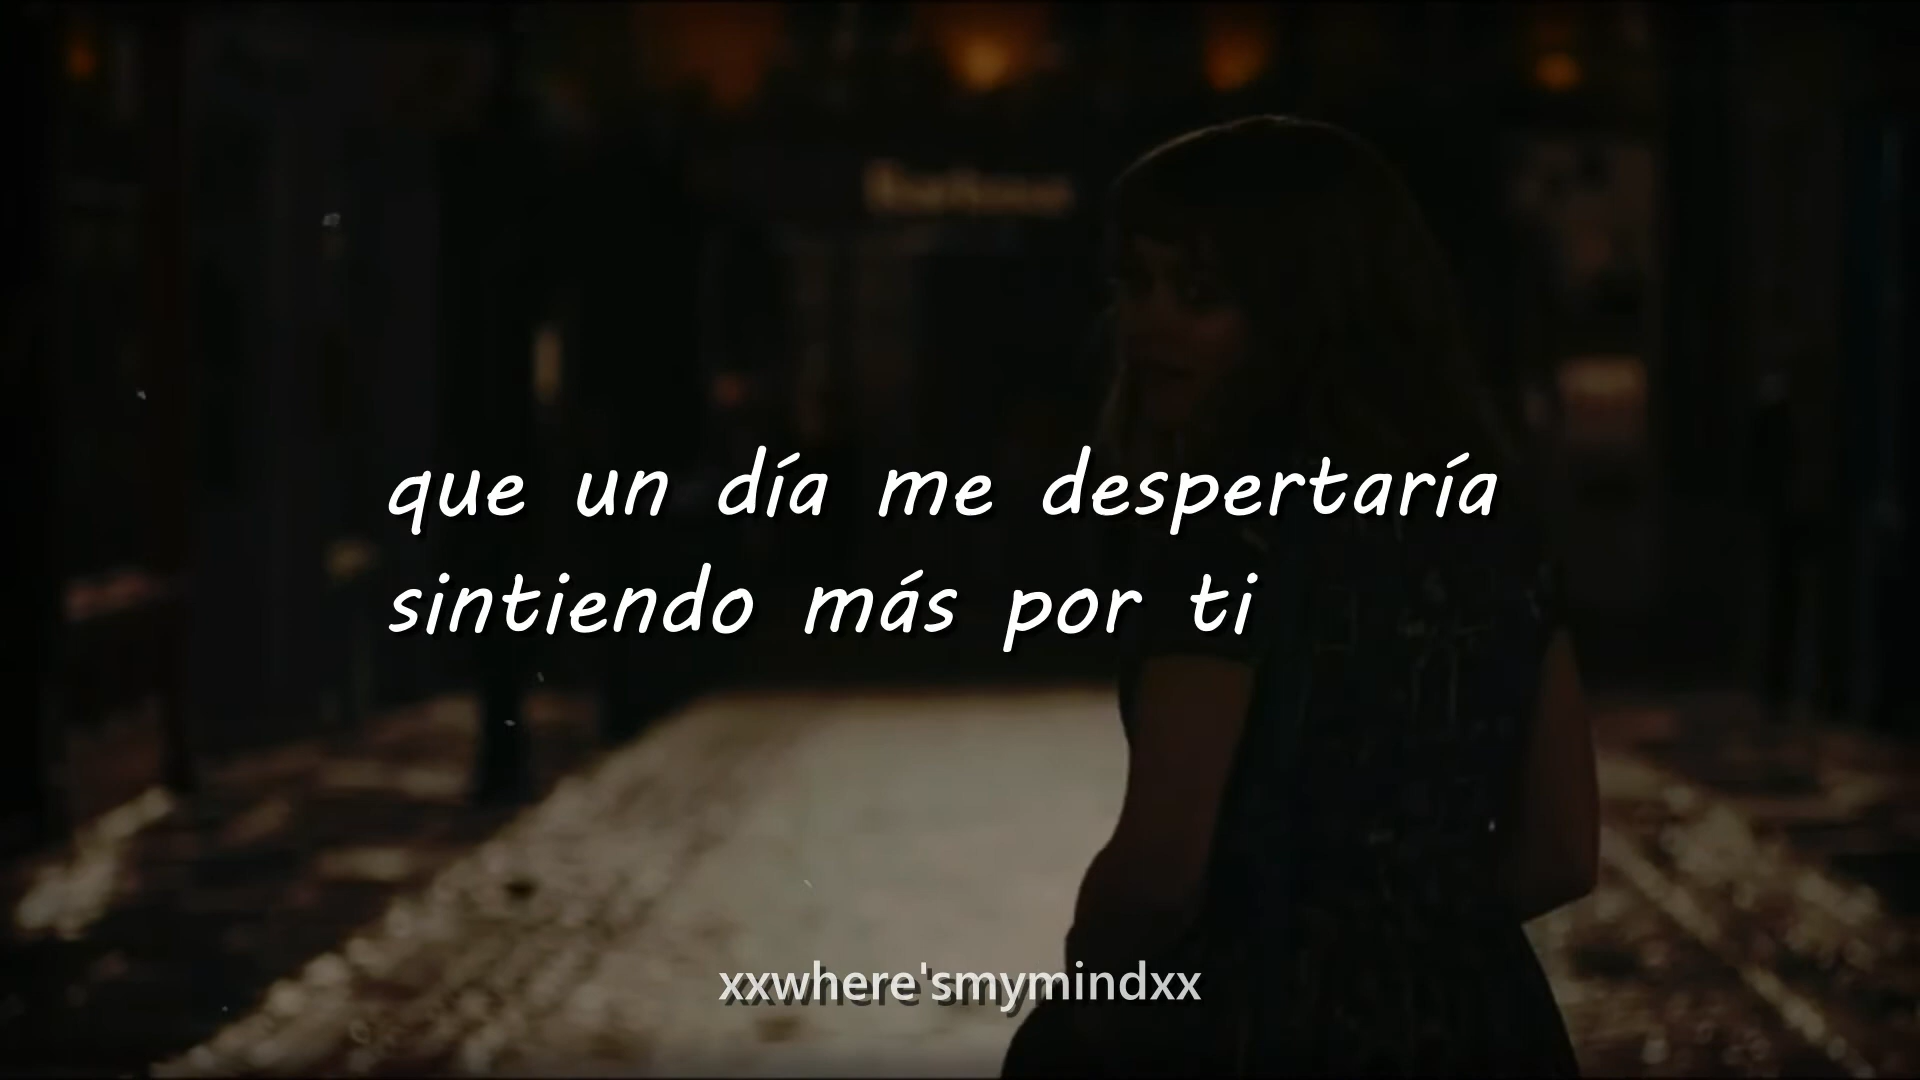 que un día me despertaría
sintiendo más por ti
xxwhere'smymindxx